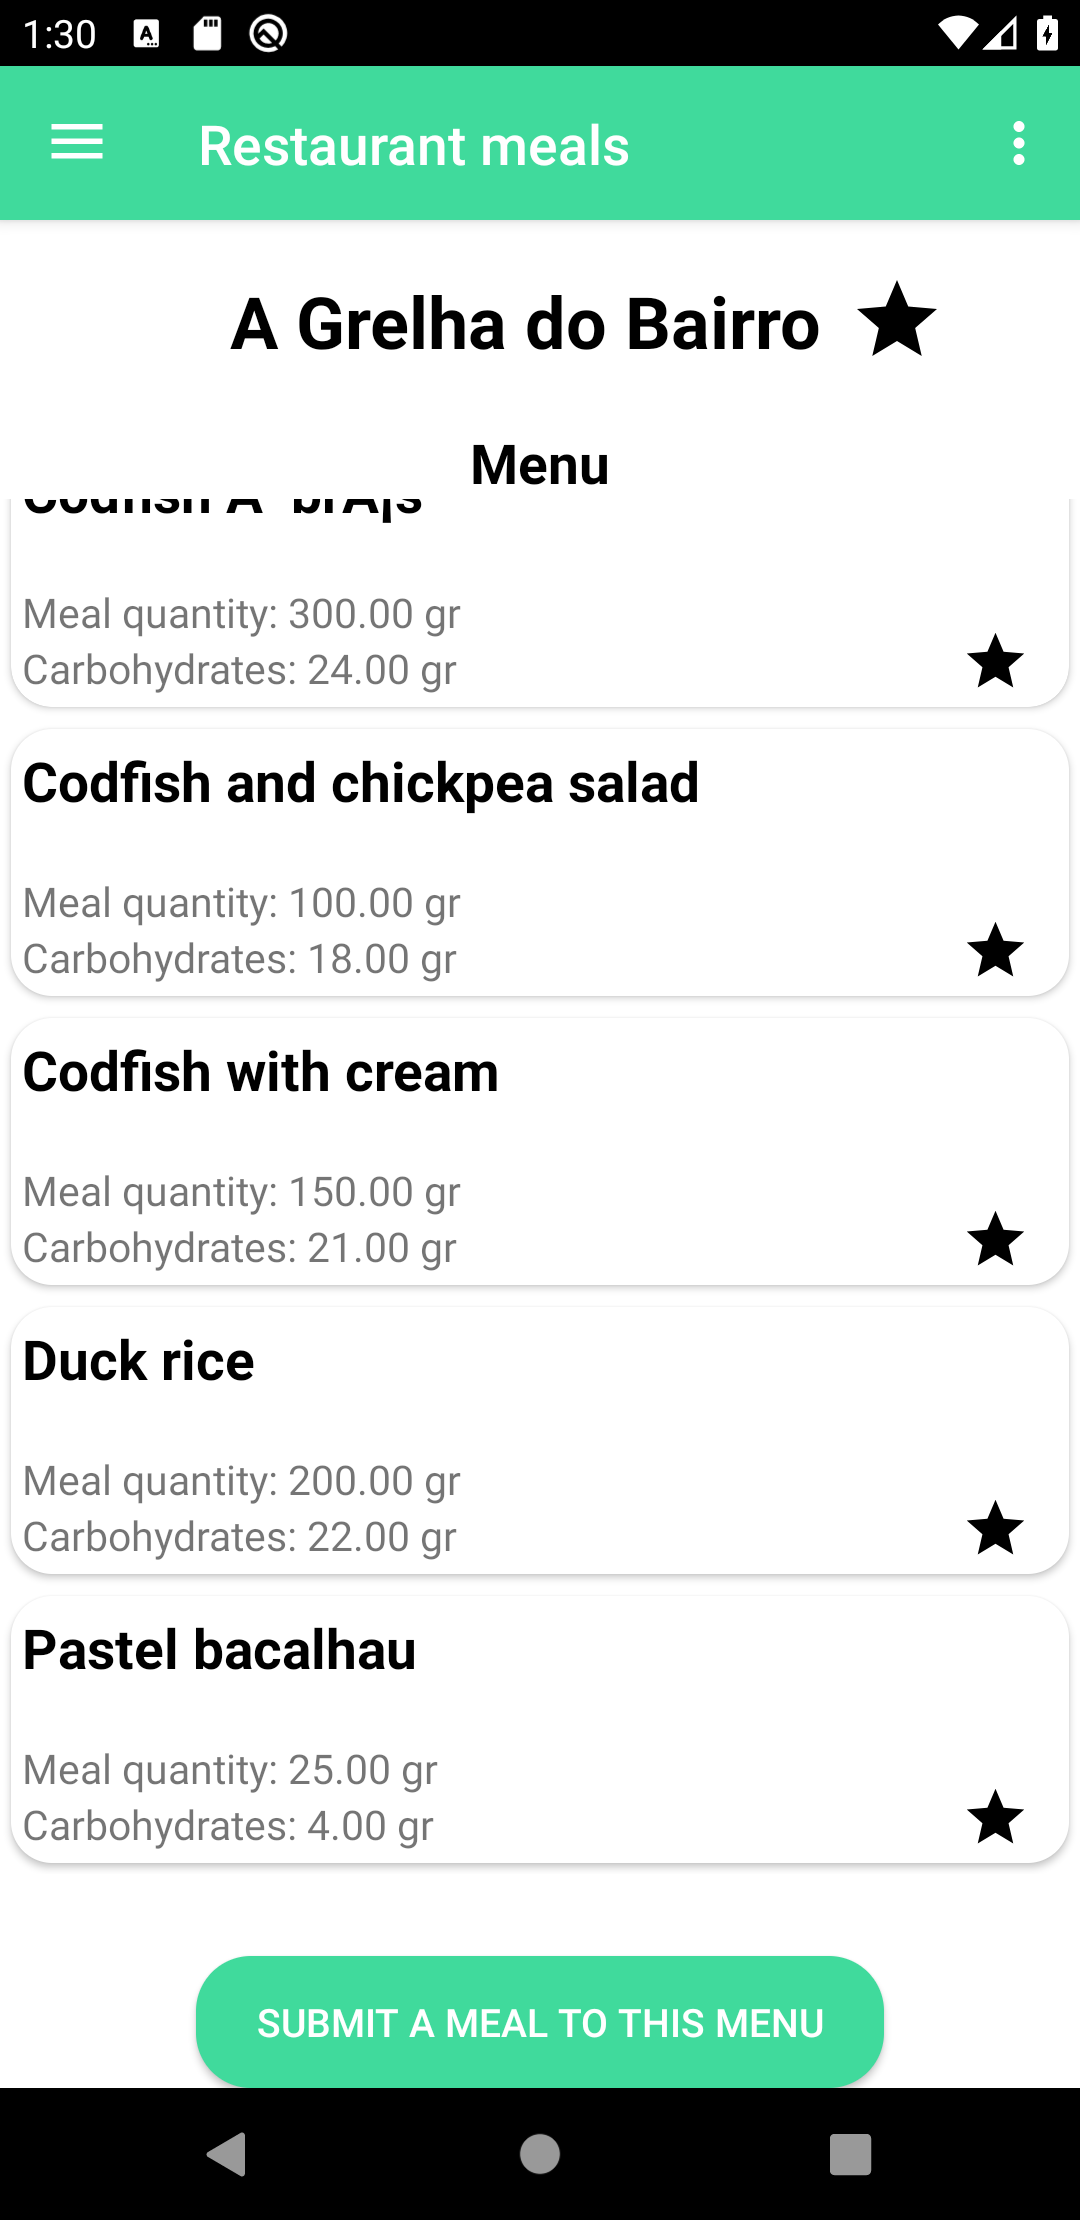 1:30
Restaurant meals
A Grelha do Bairro
Menu
Codfish
Meal quantity: 300.00 gr
Carbohydrates: 24.00 gr
Codfish and chickpea salad
Meal quantity: 100.00 gr
Carbohydrates: 18.00 gr
Codfish with cream
Meal quantity: 150.00 gr
Carbohydrates: 21.00 gr
Duck rice
Meal quantity: 200.00 gr
Carbohydrates: 22.00 gr
Pastel bacalhau
Meal quantity: 25.00 gr
Carbohydrates: 4.00 gr
SUBMIT A MEAL TO THIS MENU